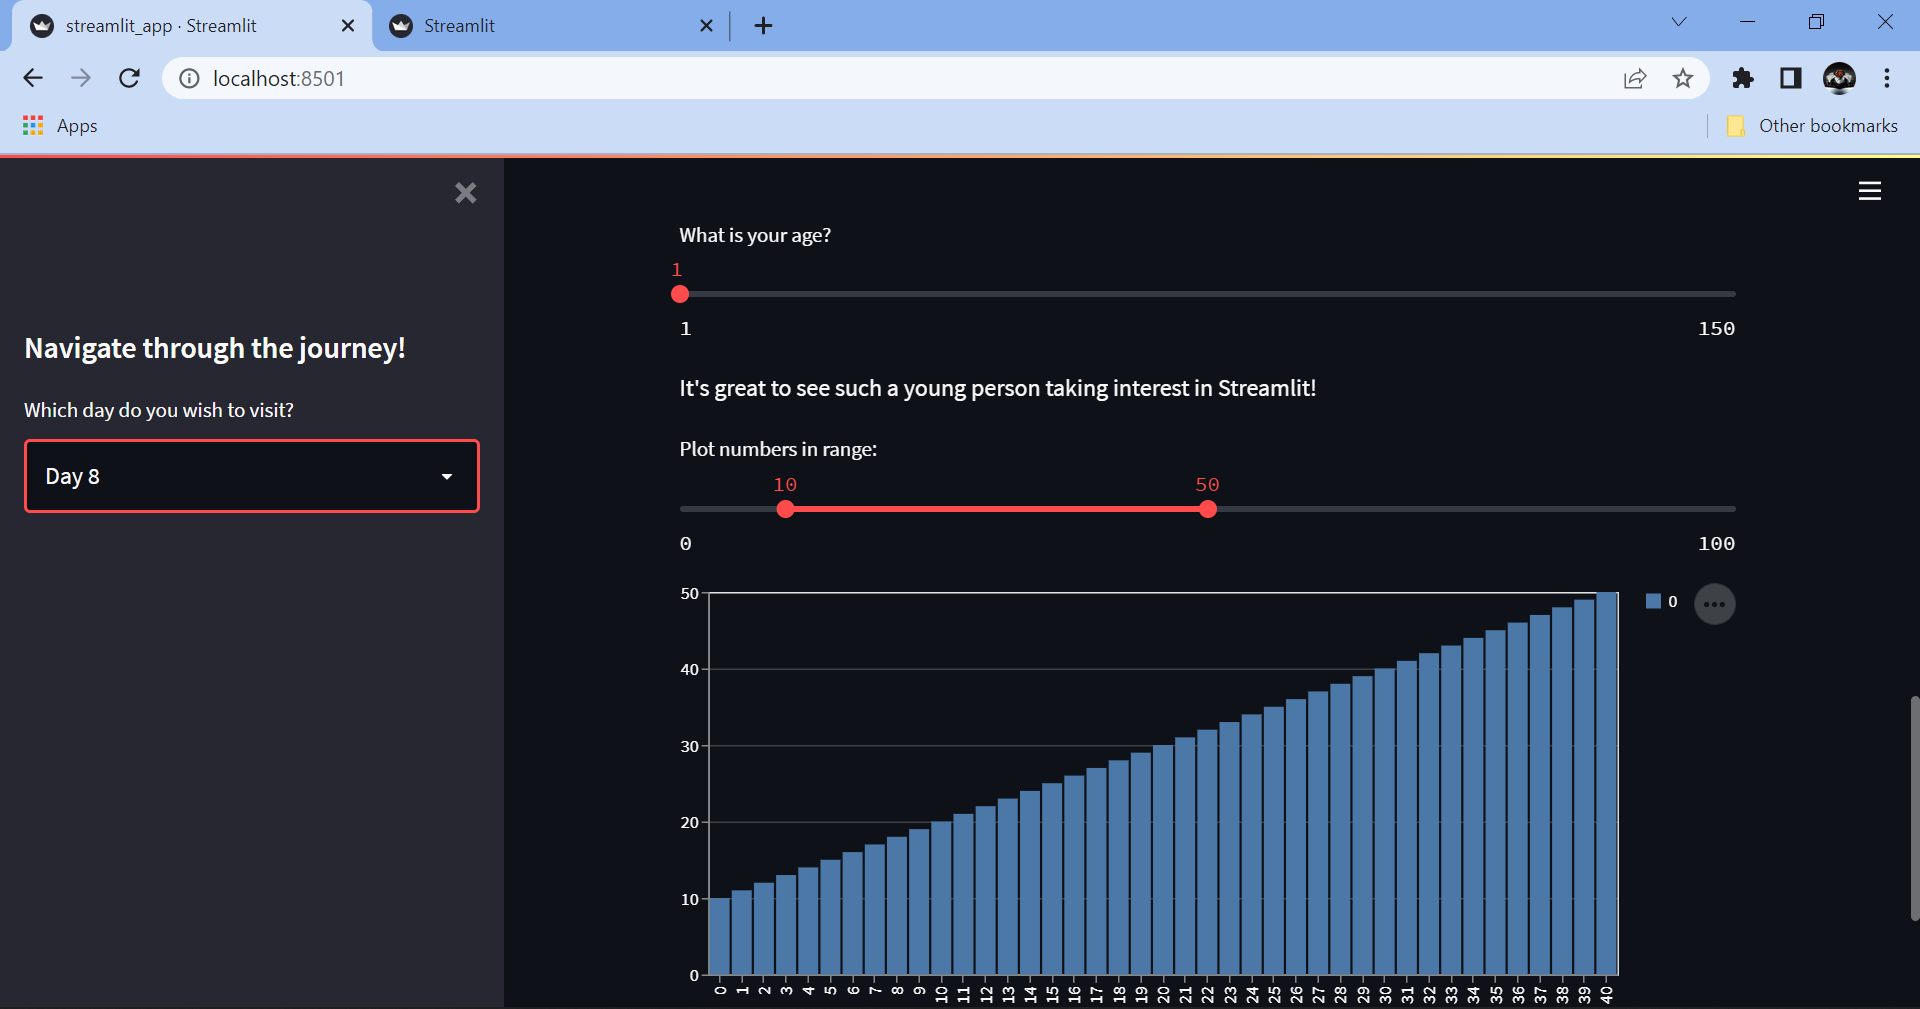 streamlit_app · Streamlit
Streamlit
localhost:8501
Apps
Other bookmarks
Navigate through the journey!
Which day do you wish to visit?
Day 8
What is your age?
1
1 150
It's great to see such a young person taking interest in Streamlit!
Plot numbers in range:
10 50
0 100
50
40
30
20
10
0
0 1 2 3 4 5 6 7 8 9 10 11 12 13 14 15 16 17 18 19 20 21 22 23 24 25 26 27 28 29 30 31 32 33 34 35 36 37 38 39 40
0